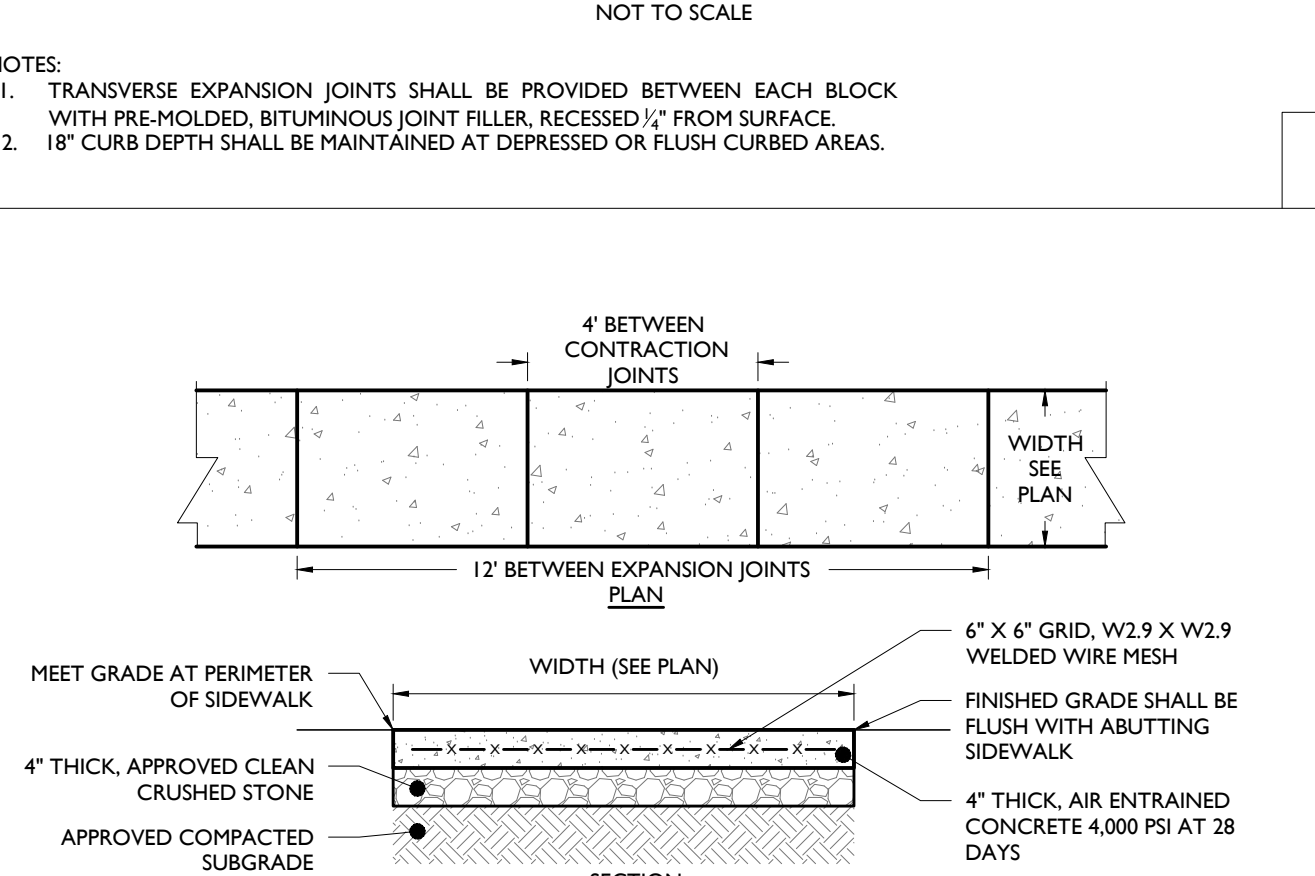 NOT TO SCALE
NOTES:
1. TRANSVERSE EXPANSION JOINTS SHALL BE PROVIDED BETWEEN EACH BLOCK
WITH PRE-MOLDED, BITUMINOUS JOINT FILLER, RECESSED 1/4" FROM SURFACE.
2. 18" CURB DEPTH SHALL BE MAINTAINED AT DEPRESSED OR FLUSH CURBED AREAS.
4' BETWEEN
CONTRACTION
JOINTS
WIDTH
SEE
PLAN
12' BETWEEN EXPANSION JOINTS
PLAN
MEET GRADE AT PERIMETER
OF SIDEWALK
4" THICK, APPROVED CLEAN
CRUSHED STONE
APPROVED COMPACTED
SUBGRADE
WIDTH (SEE PLAN)
6" X 6" GRID, W2.9 X W2.9
WELDED WIRE MESH
FINISHED GRADE SHALL BE
FLUSH WITH ABUTTING
SIDEWALK
4" THICK, AIR ENTRAINED
CONCRETE 4,000 PSI AT 28
DAYS
SECTION